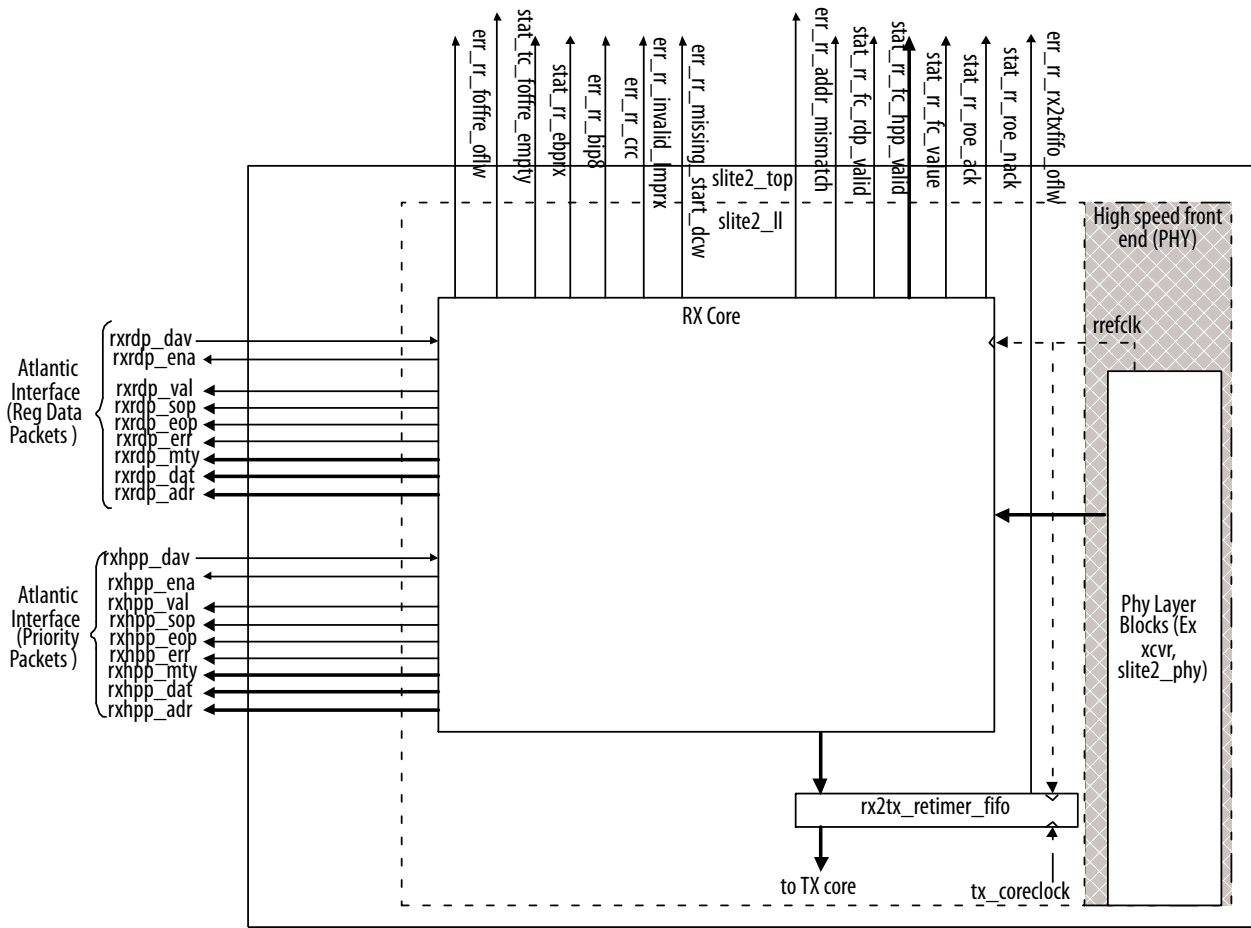 err_rr_foffre_oflw
stat_tc_foffre_empty
stat_rr_ebprx
err_rr_bip8
err_rr_crc
err_rr_invalid_lmprx
err_rr_missing_start_dcw
err_rr_addr_mismatch
stat_rr_fc_rdp_valid
stat_rr_fc_hpp_valid
stat_rr_fc_value
stat_rr_roe_ack
stat_rr_roe_nack
err_rr_rx2txfifo_oflw
slite2_top
slite2_ll
High speed front
end (PHY)
RX Core
rrefclk
Atlantic
Interface
(Reg Data
Packets )
rxrdp_dav
rxrdp_ena
rxrdp_val
rxrdp_sop
rxrdp_eop
rxrdp_err
rxrdp_mty
rxrdp_dat
rxrdp_adr
Atlantic
Interface
(Priority
Packets )
rxhpp_dav
rxhpp_ena
rxhpp_val
rxhpp_sop
rxhpp_eop
rxhpp_err
rxhpp_mty
rxhpp_dat
rxhpp_adr
Phy Layer
Blocks (Ex
xcvr,
slite2_phy)
rx2tx_retimer_fifo
to TX core
tx_coreclock